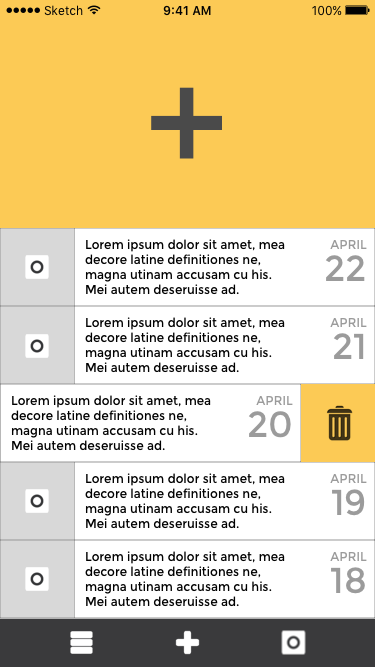 Sketch 9:41 AM 100%
Lorem ipsum dolor sit amet, mea
decore latine definitiones ne,
magna utinam accusam cu his.
Mei autem deseruisse ad.
APRIL
22
Lorem ipsum dolor sit amet, mea
decore latine definitiones ne,
magna utinam accusam cu his.
Mei autem deseruisse ad.
APRIL
21
Lorem ipsum dolor sit amet, mea
decore latine definitiones ne,
magna utinam accusam cu his.
Mei autem deseruisse ad.
APRIL
20
Lorem ipsum dolor sit amet, mea
decore latine definitiones ne,
magna utinam accusam cu his.
Mei autem deseruisse ad.
APRIL
19
Lorem ipsum dolor sit amet, mea
decore latine definitiones ne,
magna utinam accusam cu his.
Mei autem deseruisse ad.
APRIL
18